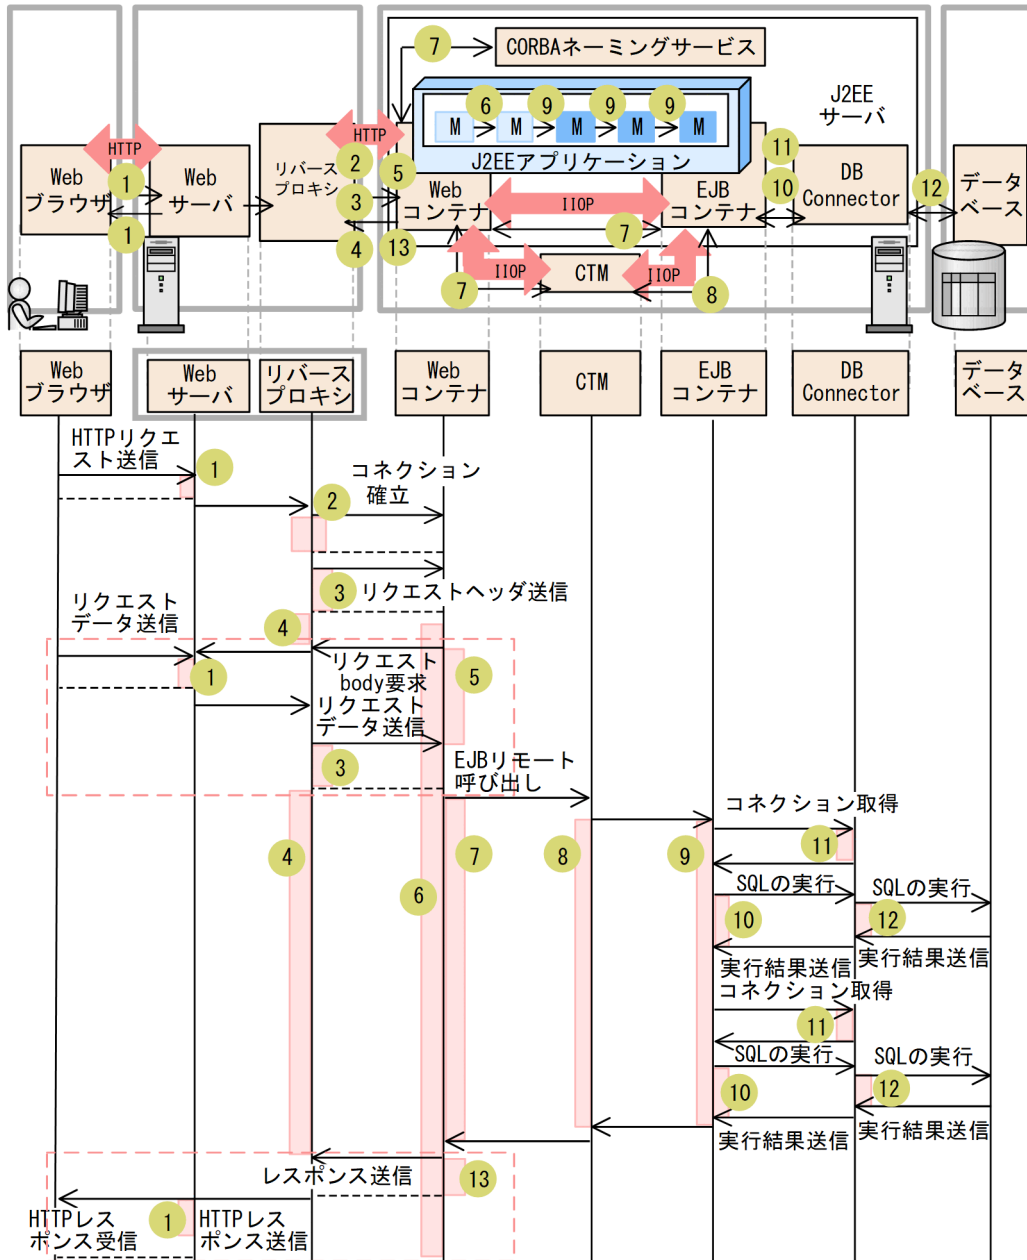 7
CORBAネーミングサービス
6
9
9
9
M
M
M
M
M
J2EE
サーバ
J2EEアプリケーション
HTTP
HTTP
Web
ブラウザ
1
1
Web
サーバ
リバース
プロキシ
2
3
4
5
13
Web
コンテナ
IIOP
7
EJB
コンテナ
11
10
DB
Connector
12
データ
ベース
IIOP
7
CTM
IIOP
8
Web
ブラウザ
Web
サーバ
リバース
プロキシ
Web
コンテナ
CTM
EJB
コンテナ
DB
Connector
データ
ベース
HTTPリクエ
スト送信
1
コネクション
確立
2
3
リクエストヘッダ送信
リクエスト
データ送信
4
1
リクエスト
body要求
5
リクエスト
データ送信
3
EJBリモート
呼び出し
コネクション取得
4
6
7
8
9
11
SQLの実行
SQLの実行
10
12
実行結果送信
実行結果送信
コネクション取得
11
SQLの実行
SQLの実行
10
12
実行結果送信
実行結果送信
レスポンス送信
13
HTTPレス
ポンス受信
1
HTTPレス
ポンス送信